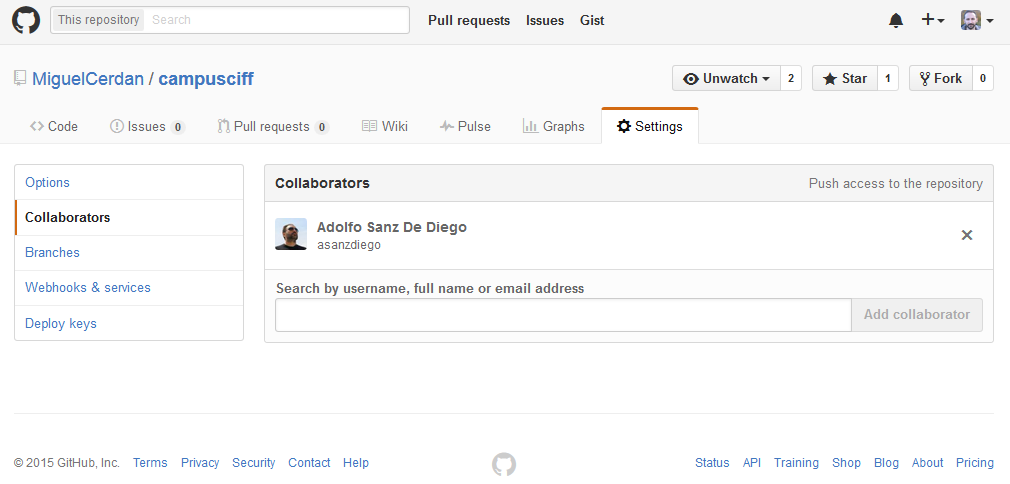 This repository Search Pull requests Issues Gist
MiguelCerdan / campusciff Unwatch 2 Star 1 Fork 0
Code Issues 0 Pull requests 0 Wiki Pulse Graphs Settings
Options
Collaborators
Branches
Webhooks & services
Deploy keys
Collaborators Push access to the repository
Adolfo Sanz De Diego
asanzdiego
Search by username, full name or email address
Add collaborator
© 2015 GitHub, Inc. Terms Privacy Security Contact Help Status API Training Shop Blog About Pricing